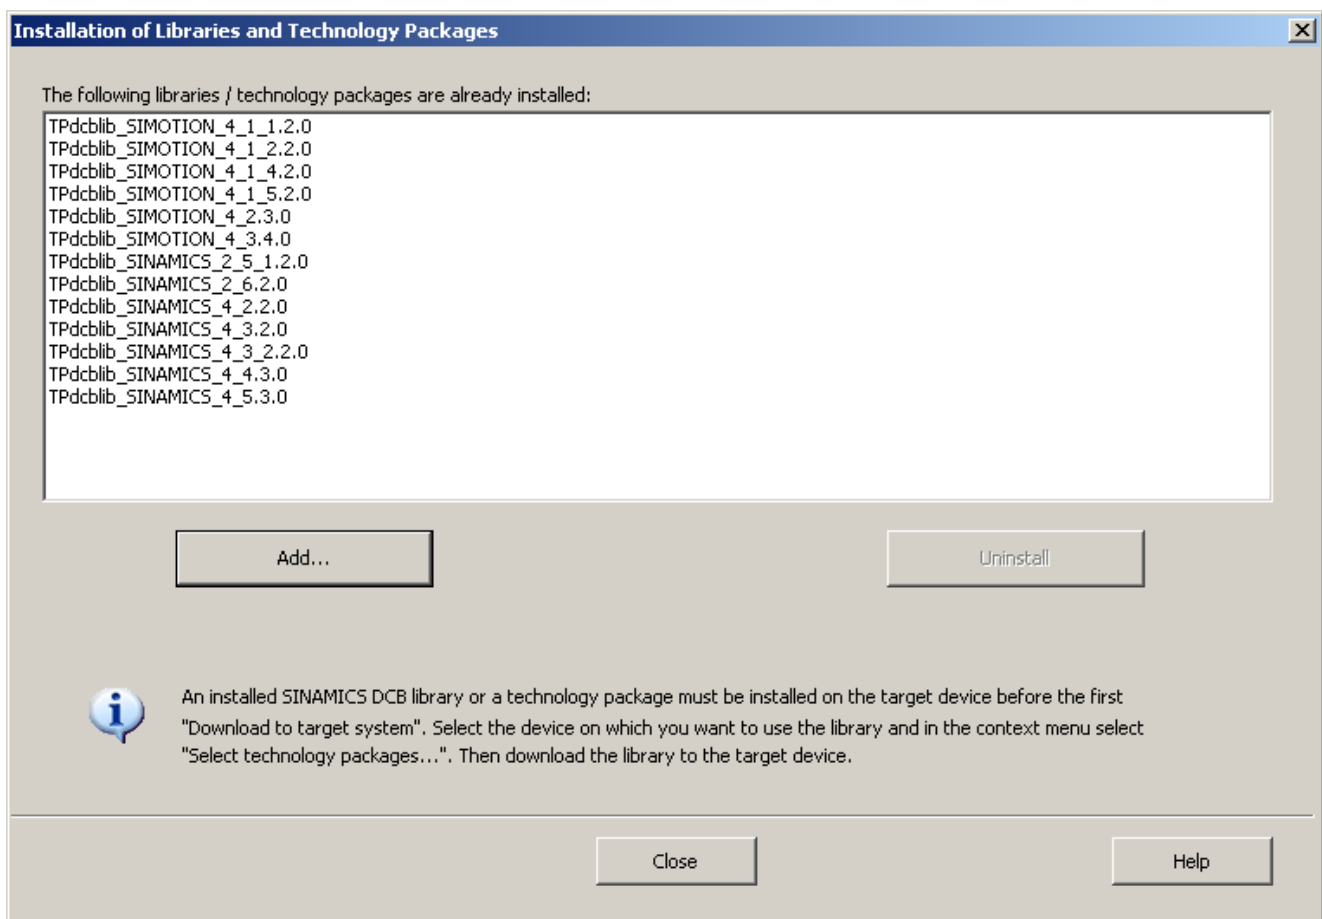 Installation of Libraries and Technology Packages
The following libraries / technology packages are already installed:
TPdcblib_SIMOTION_4_1_1.2.0
TPdcblib_SIMOTION_4_1_2.2.0
TPdcblib_SIMOTION_4_1_4.2.0
TPdcblib_SIMOTION_4_1_5.2.0
TPdcblib_SIMOTION_4_2.3.0
TPdcblib_SIMOTION_4_3.4.0
TPdcblib_SINAMICS_2_5_1.2.0
TPdcblib_SINAMICS_2_6.2.0
TPdcblib_SINAMICS_4_2.2.0
TPdcblib_SINAMICS_4_3.2.0
TPdcblib_SINAMICS_4_3_2.2.0
TPdcblib_SINAMICS_4_4.3.0
TPdcblib_SINAMICS_4_5.3.0
Add...
Uninstall
An installed SINAMICS DCB library or a technology package must be installed on the target device before the first
"Download to target system". Select the device on which you want to use the library and in the context menu select
"Select technology packages...". Then download the library to the target device.
Close
Help